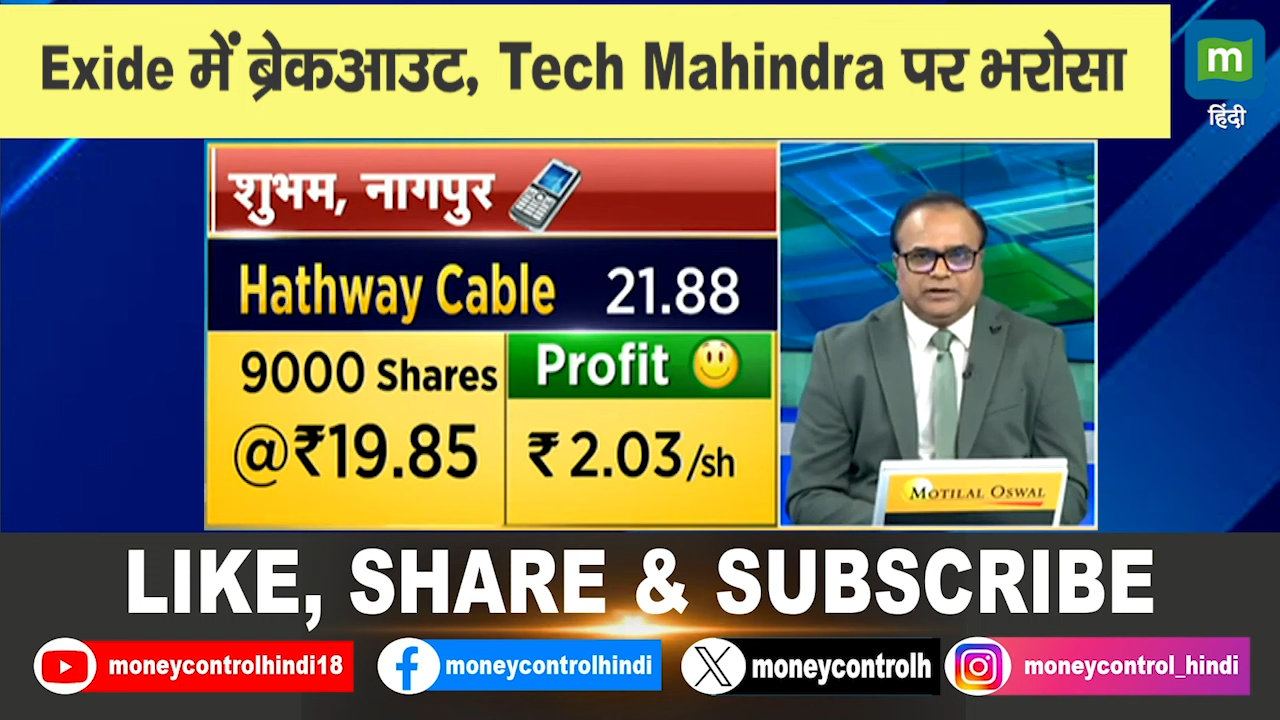 Exide में ब्रेकआउट, Tech Mahindra पर भरोसा
m
हिंदी
शुभम, नागपुर
Hathway Cable 21.88
9000 Shares
@₹19.85
Profit
₹ 2.03/sh
MOTILAL OSWAL
LIKE, SHARE & SUBSCRIBE
moneycontrolhindi18
moneycontrolhindi
moneycontrolh
moneycontrol_hindi